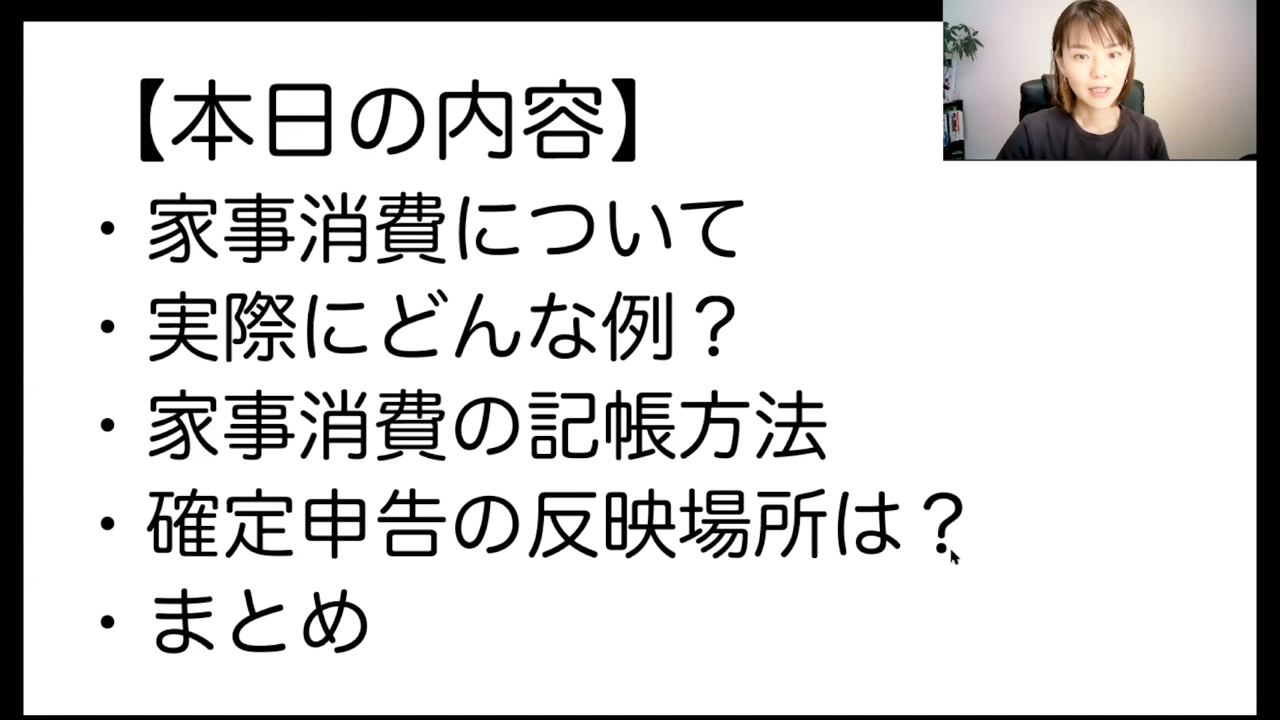 【本日の内容】
・家事消費について
・実際にどんな例？
・家事消費の記帳方法
・確定申告の反映場所は？
・まとめ